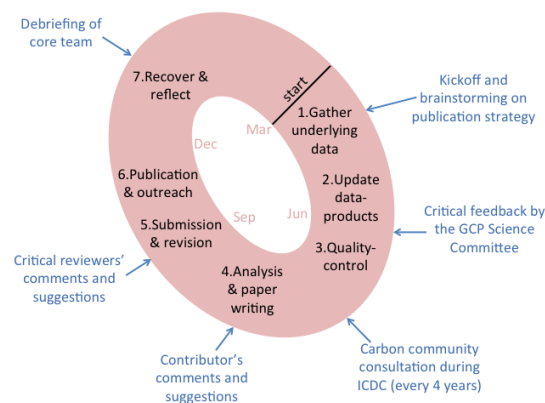 Debriefing of
core team
7.Recover &
reflect
start
Kickoff and
brainstorming on
publication strategy
1.Gather
underlying
data
Mar
Dec
6.Publication
& outreach
2.Update
data-
products
Jun
Sep
5.Submission
& revision
Critical feedback by
the GCP Science
Committee
3.Quality-
control
4.Analysis
& paper
writing
Critical reviewers’
comments and
suggestions
Contributor’s
comments and
suggestions
Carbon community
consultation during
ICDC (every 4 years)